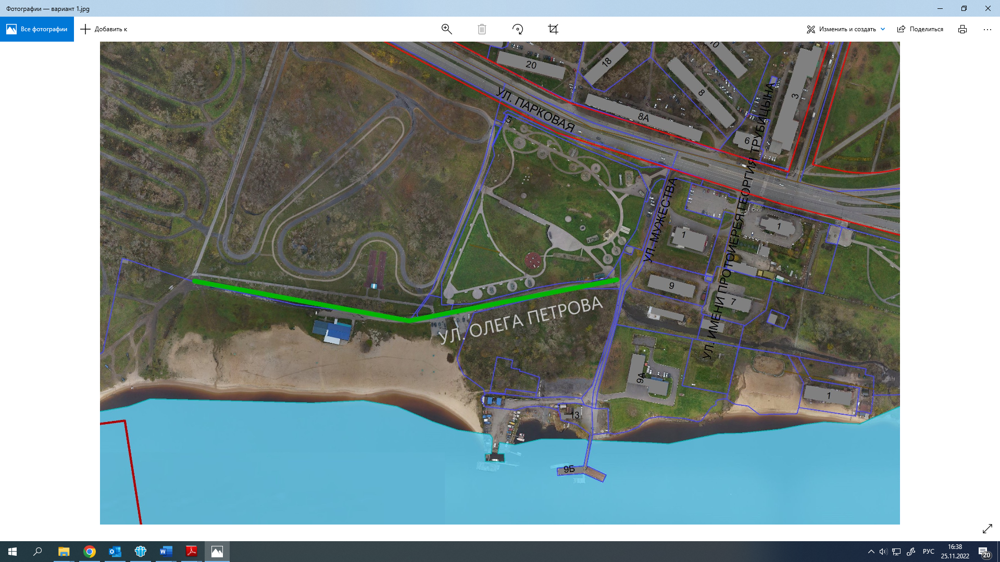 Фотографии — вариант 1.jpg
Все фотографии
Добавить к
Изменить и создать
Поделиться
20
18
10
8
3
8А
6
УЛ. ПАРКОВАЯ
5
УЛ. МУЖЕСТВА
УЛ. ИМЕНИ ПРОТОИЕРЕЯ ГЕОРГИЯ ТРУБИЦЫНА
1
1
9
7
УЛ. ОЛЕГА ПЕТРОВА
9А
1
13
9Б
РУС
16:38
25.11.2022
20